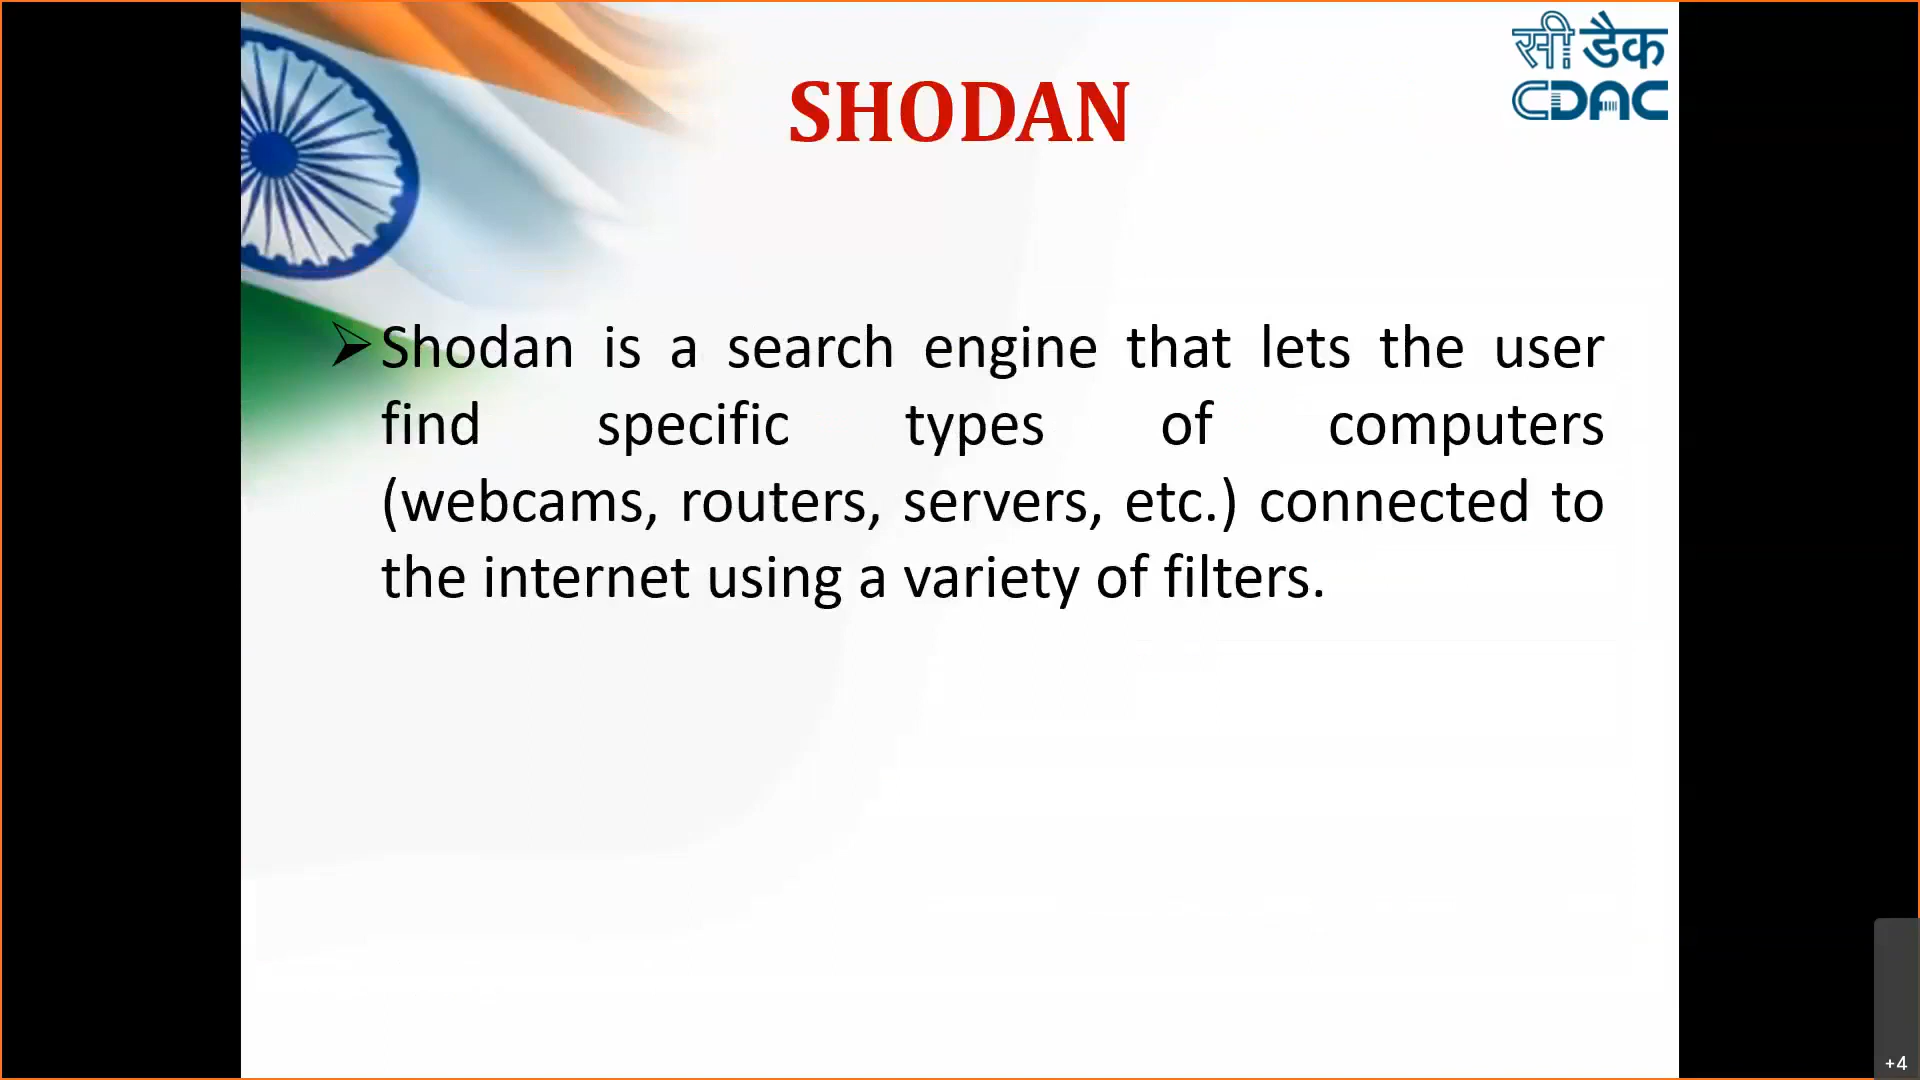 सी डैक
CDAC
SHODAN
➢Shodan is a search engine that lets the user
find specific types of computers
(webcams, routers, servers, etc.) connected to
the internet using a variety of filters.
+4